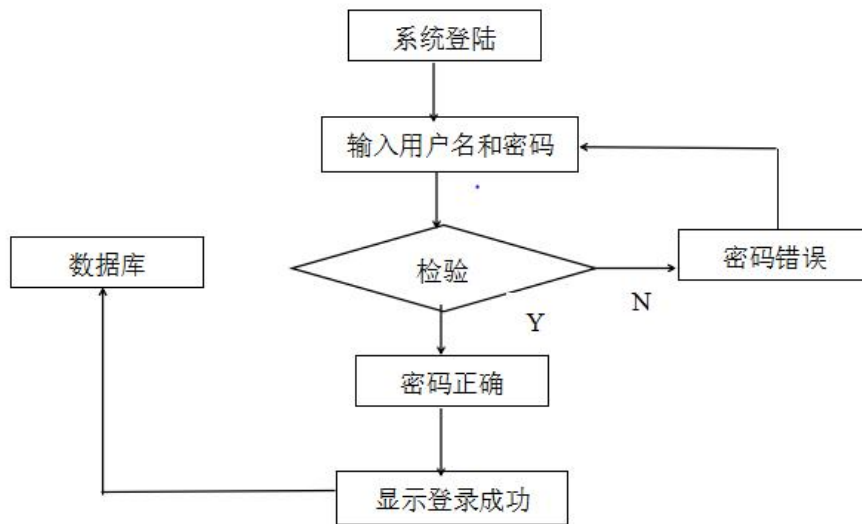 系统登陆
输入用户名和密码
数据库
检验
密码错误
Y
N
密码正确
显示登录成功